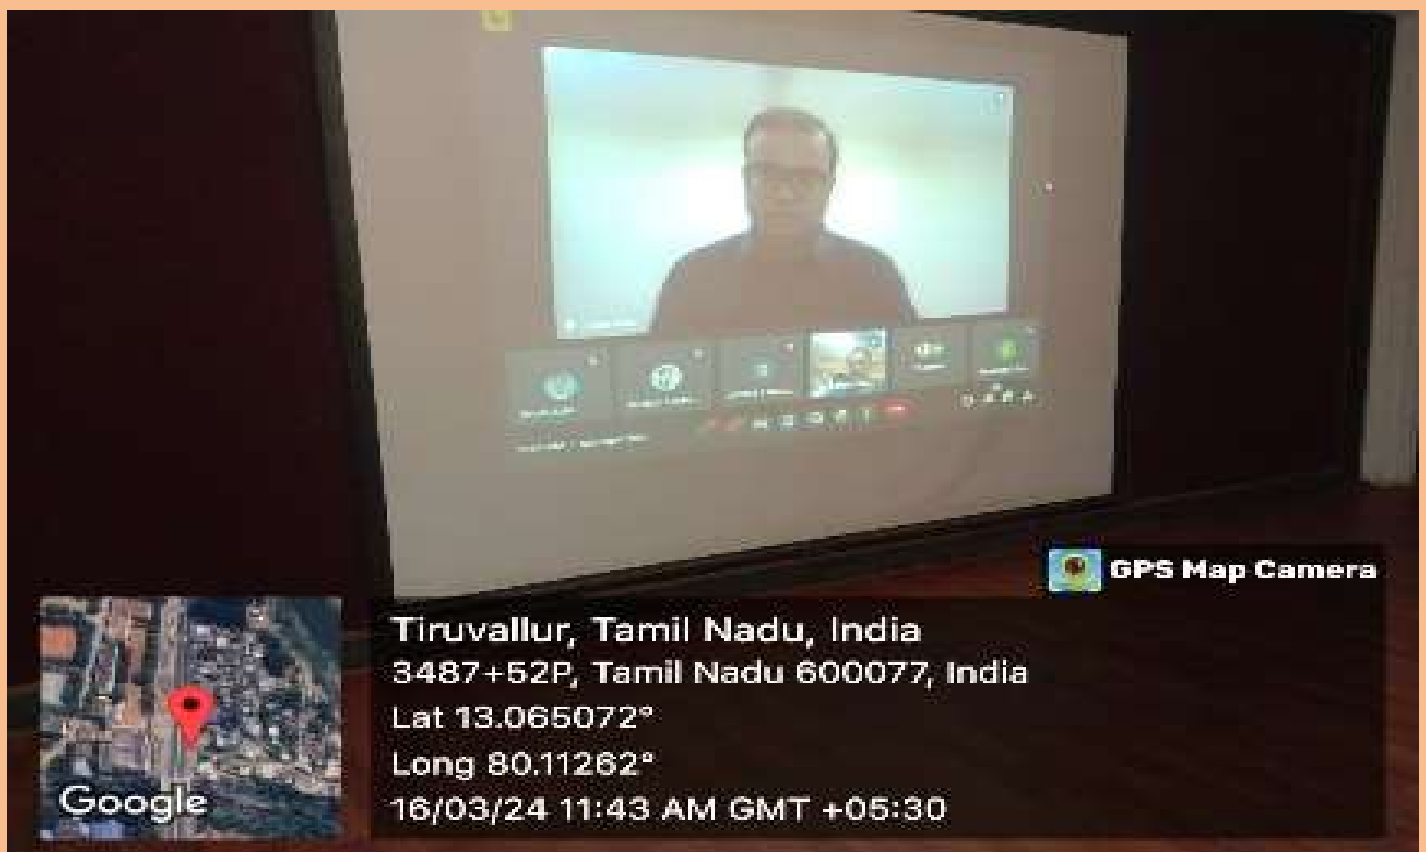 GPS Map Camera
Tiruvallur, Tamil Nadu, India
3487+52P, Tamil Nadu 600077, India
Lat 13.065072°
Long 80.11262°
16/03/24 11:43 AM GMT +05:30
Google